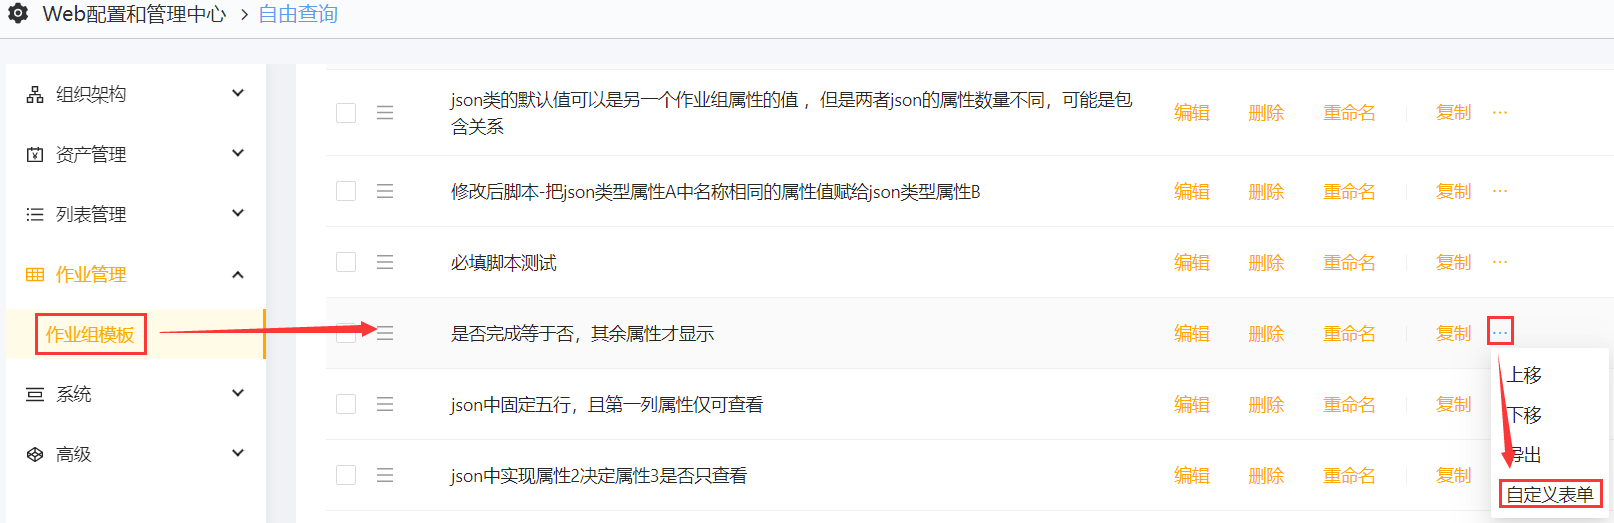 Web配置和管理中心 > 自由查询
组织架构
资产管理
列表管理
作业管理
作业组模板
系统
高级
json类的默认值可以是另一个作业组属性的值，但是两者json的属性数量不同，可能是包
含关系
编辑 删除 重命名 复制 ···
修改后脚本-把json类型属性A中名称相同的属性值赋给json类型属性B
编辑 删除 重命名 复制 ···
必填脚本测试
编辑 删除 重命名 复制 ···
是否完成等于否，其余属性才显示
编辑 删除 重命名 复制 ···
json中固定五行，且第一列属性仅可查看
编辑 删除 重命名 复制
json中实现属性2决定属性3是否只查看
编辑 删除 重命名 复制
上移
下移
导出
自定义表单